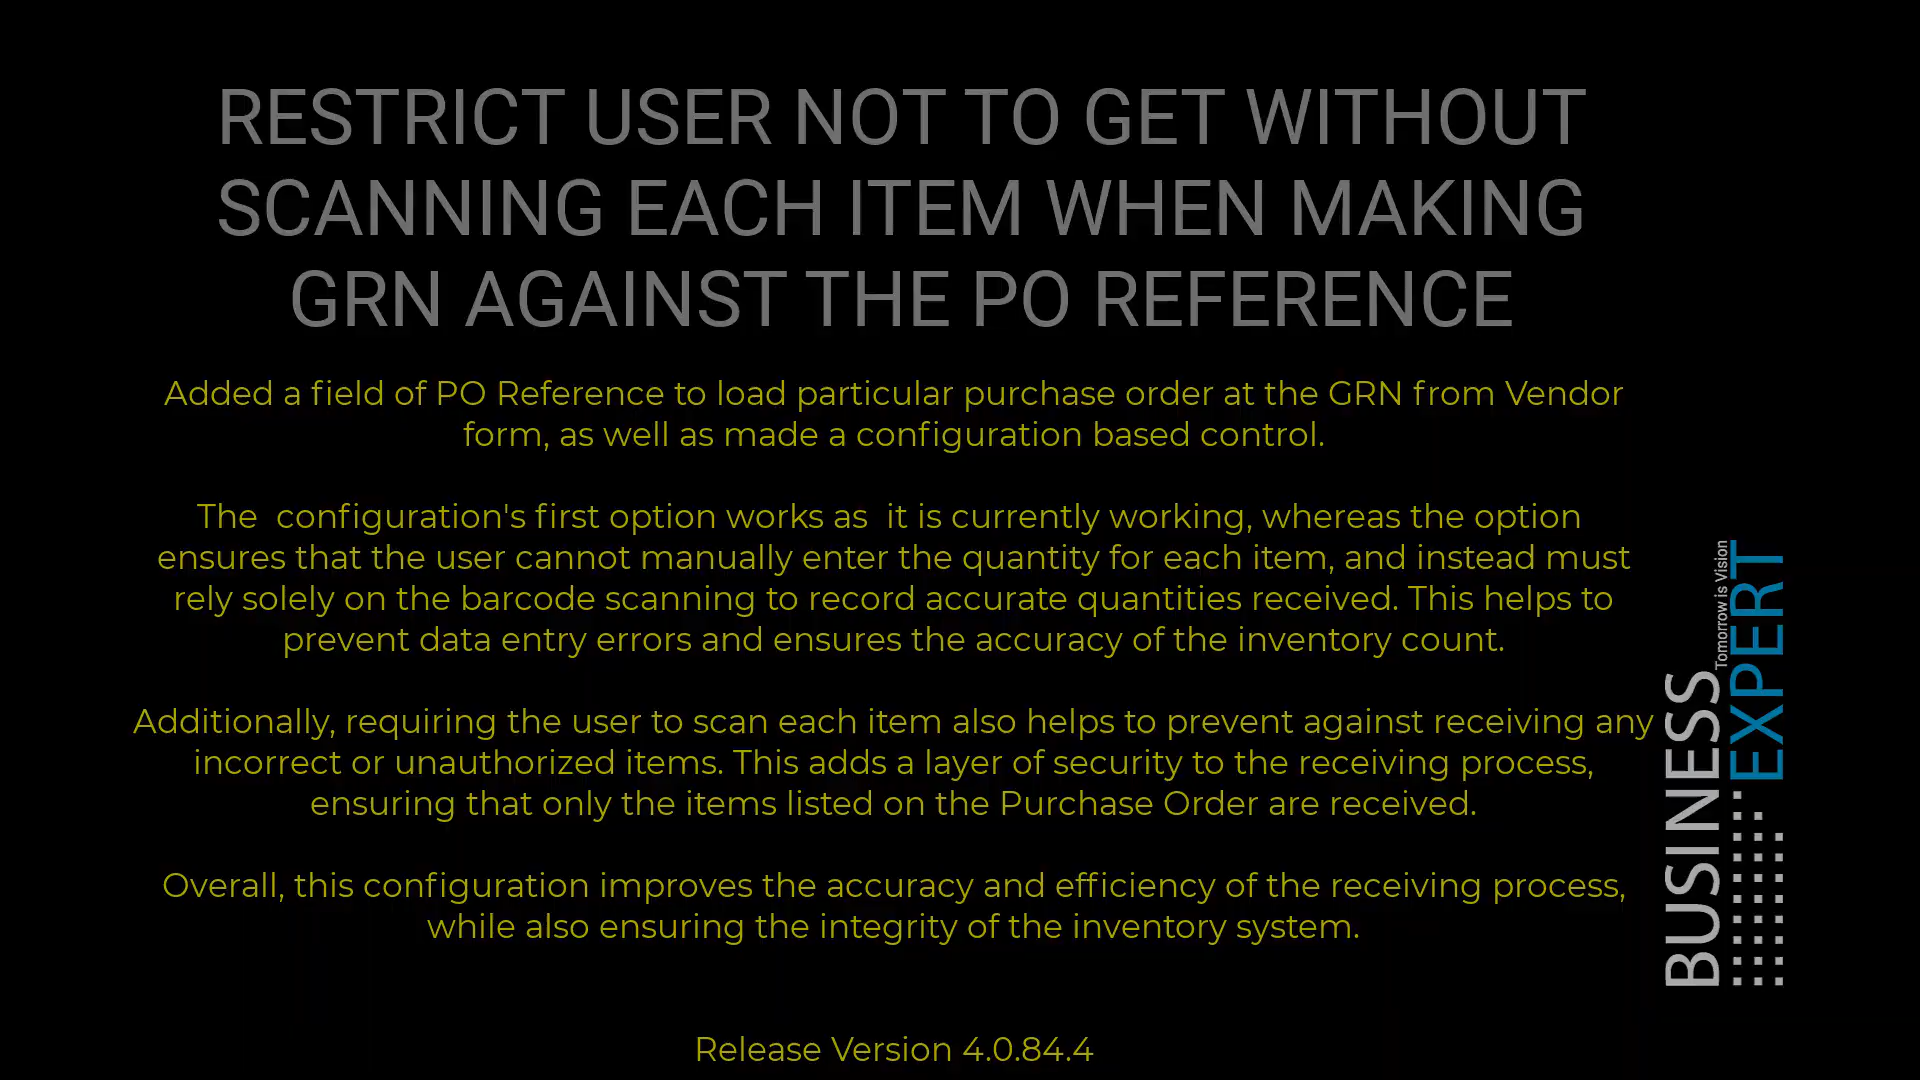 RESTRICT USER NOT TO GET WITHOUT
SCANNING EACH ITEM WHEN MAKING
GRN AGAINST THE PO REFERENCE
Added a field of PO Reference to load particular purchase order at the GRN from Vendor
form, as well as made a configuration based control.
The  configuration's first option works as  it is currently working, whereas the option
ensures that the user cannot manually enter the quantity for each item, and instead must
rely solely on the barcode scanning to record accurate quantities received. This helps to
prevent data entry errors and ensures the accuracy of the inventory count.
Additionally, requiring the user to scan each item also helps to prevent against receiving any
incorrect or unauthorized items. This adds a layer of security to the receiving process,
ensuring that only the items listed on the Purchase Order are received.
Overall, this configuration improves the accuracy and efficiency of the receiving process,
while also ensuring the integrity of the inventory system.
Release Version 4.0.84.4
BUSINESS
Tomorrow is Vision
EXPERT